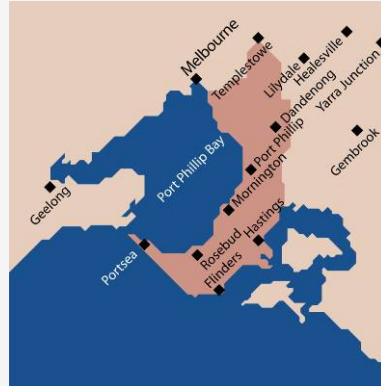 Melbourne
Templestowe
Lilydale
Healesville
Yarra Junction
Dandenong
Port Phillip
Gembrook
Port Phillip Bay
Mornington
Geelong
Hastings
Rosebud
Portsea
Flinders